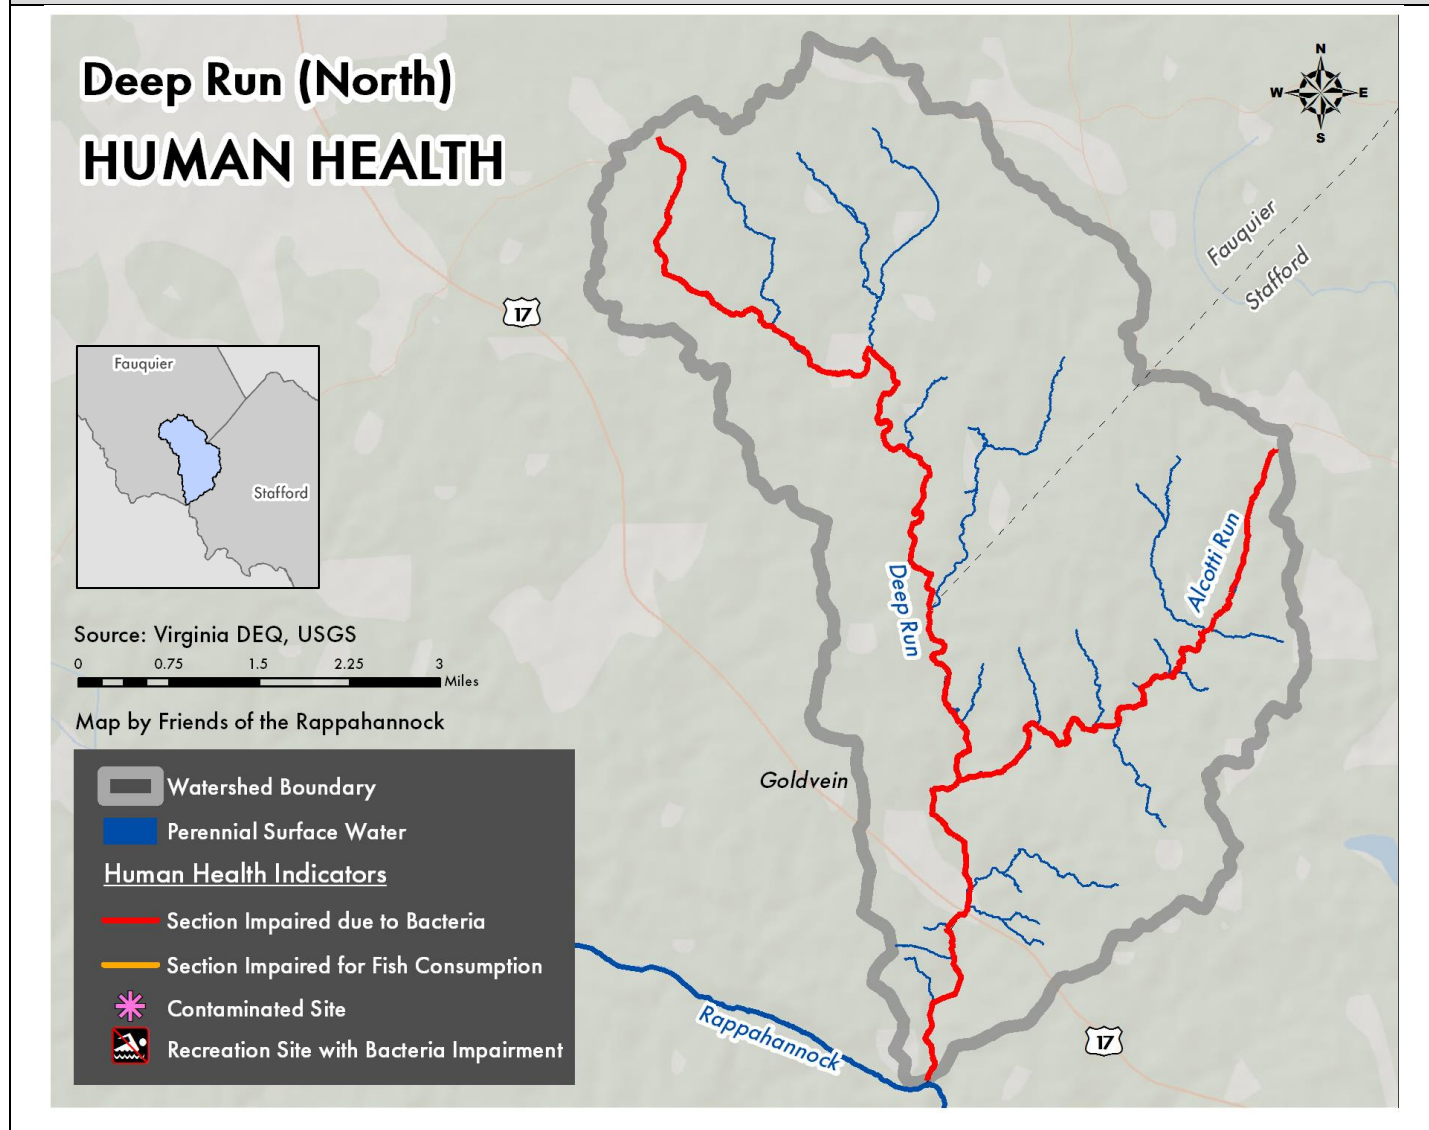 Deep Run (North)
HUMAN HEALTH
N
W
E
S
Fauquier
Stafford
17
Fauquier
Stafford
Deep Run
Alcotti Run
Source: Virginia DEQ, USGS
0 0.75 1.5 2.25 3
Miles
Map by Friends of the Rappahannock
Goldvein
Watershed Boundary
Perennial Surface Water
Human Health Indicators
Section Impaired due to Bacteria
Section Impaired for Fish Consumption
Contaminated Site
Recreation Site with Bacteria Impairment
Rappahannock
17